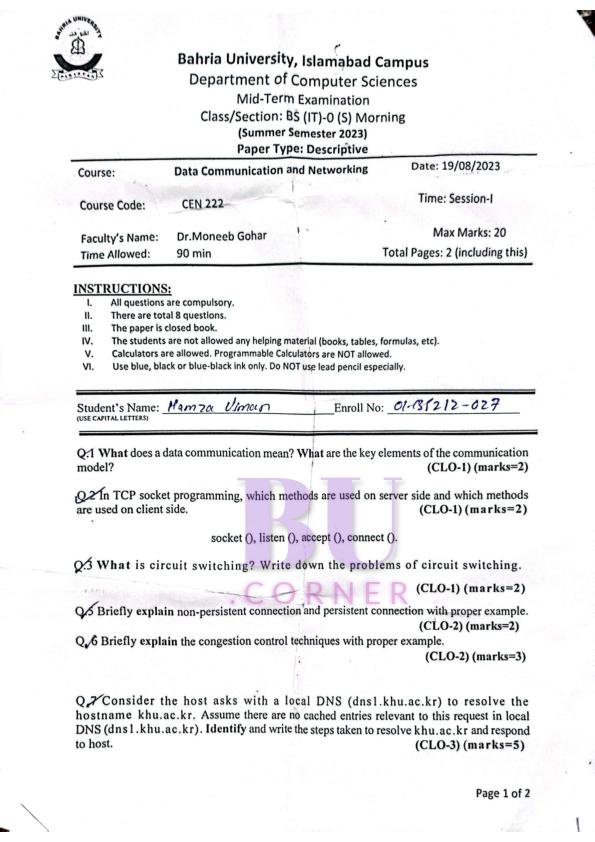 BAHRIA UNIVERSITY
Bahria University, Islamabad Campus
Department of Computer Sciences
Mid-Term Examination
Class/Section: BS (IT)-0 (S) Morning
(Summer Semester 2023)
Paper Type: Descriptive
Course: Data Communication and Networking Date: 19/08/2023
Course Code: CEN 222 Time: Session-I
Faculty's Name: Dr.Moneeb Gohar Max Marks: 20
Time Allowed: 90 min Total Pages: 2 (including this)
INSTRUCTIONS:
I. All questions are compulsory.
II. There are total 8 questions.
III. The paper is closed book.
IV. The students are not allowed any helping material (books, tables, formulas, etc).
V. Calculators are allowed. Programmable Calculators are NOT allowed.
VI. Use blue, black or blue-black ink only. Do NOT use lead pencil especially.
Student's Name: Hamza Enroll No: 01-135212-027
(USE CAPITAL LETTERS)
Q.1 What does a data communication mean? What are the key elements of the communication
model? (CLO-1) (marks=2)
Q.2 In TCP socket programming, which methods are used on server side and which methods
are used on client side. (CLO-1) (marks=2)
socket (), listen (), accept (), connect ().
Q.3 What is circuit switching? Write down the problems of circuit switching.
(CLO-1) (marks=2)
BU
.CORNER
Q.5 Briefly explain non-persistent connection and persistent connection with proper example.
(CLO-2) (marks=2)
Q.6 Briefly explain the congestion control techniques with proper example.
(CLO-2) (marks=3)
Q.7 Consider the host asks with a local DNS (dns1.khu.ac.kr) to resolve the
hostname khu.ac.kr. Assume there are no cached entries relevant to this request in local
DNS (dns1.khu.ac.kr). Identify and write the steps taken to resolve khu.ac.kr and respond
to host. (CLO-3) (marks=5)
Page 1 of 2